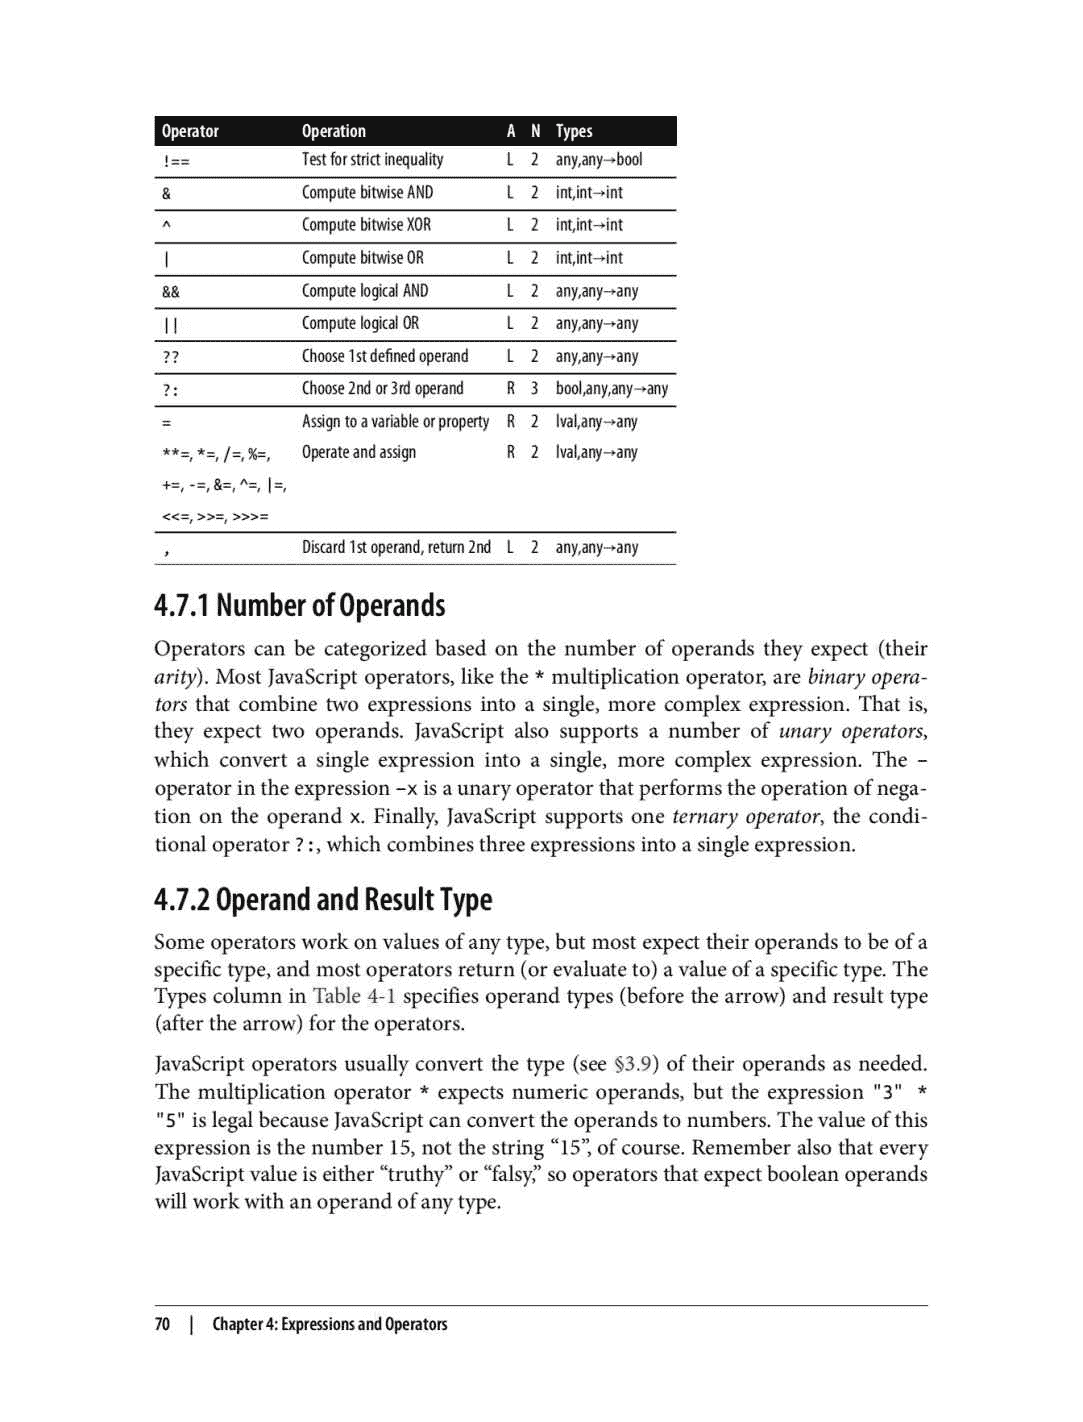 Operator Operation A N Types
!== Test for strict inequality L 2 any,any→bool
& Compute bitwise AND L 2 int,int→int
^ Compute bitwise XOR L 2 int,int→int
| Compute bitwise OR L 2 int,int→int
&& Compute logical AND L 2 any,any→any
|| Compute logical OR L 2 any,any→any
?? Choose 1st defined operand L 2 any,any→any
?: Choose 2nd or 3rd operand R 3 bool,any,any→any
= Assign to a variable or property R 2 lval,any→any
**=, *=, /=, %=, Operate and assign R 2 lval,any→any
+=, -=, &=, ^=, |=,
<<=, >>=, >>>=
, Discard 1st operand, return 2nd L 2 any,any→any
4.7.1 Number of Operands
Operators can be categorized based on the number of operands they expect (their
arity). Most JavaScript operators, like the * multiplication operator, are binary opera-
tors that combine two expressions into a single, more complex expression. That is,
they expect two operands. JavaScript also supports a number of unary operators,
which convert a single expression into a single, more complex expression. The −
operator in the expression −x is a unary operator that performs the operation of nega-
tion on the operand x. Finally, JavaScript supports one ternary operator, the condi-
tional operator ?:, which combines three expressions into a single expression.
4.7.2 Operand and Result Type
Some operators work on values of any type, but most expect their operands to be of a
specific type, and most operators return (or evaluate to) a value of a specific type. The
Types column in Table 4-1 specifies operand types (before the arrow) and result type
(after the arrow) for the operators.
JavaScript operators usually convert the type (see §3.9) of their operands as needed.
The multiplication operator * expects numeric operands, but the expression "3" *
"5" is legal because JavaScript can convert the operands to numbers. The value of this
expression is the number 15, not the string “15”, of course. Remember also that every
JavaScript value is either “truthy” or “falsy,” so operators that expect boolean operands
will work with an operand of any type.
70 | Chapter 4: Expressions and Operators